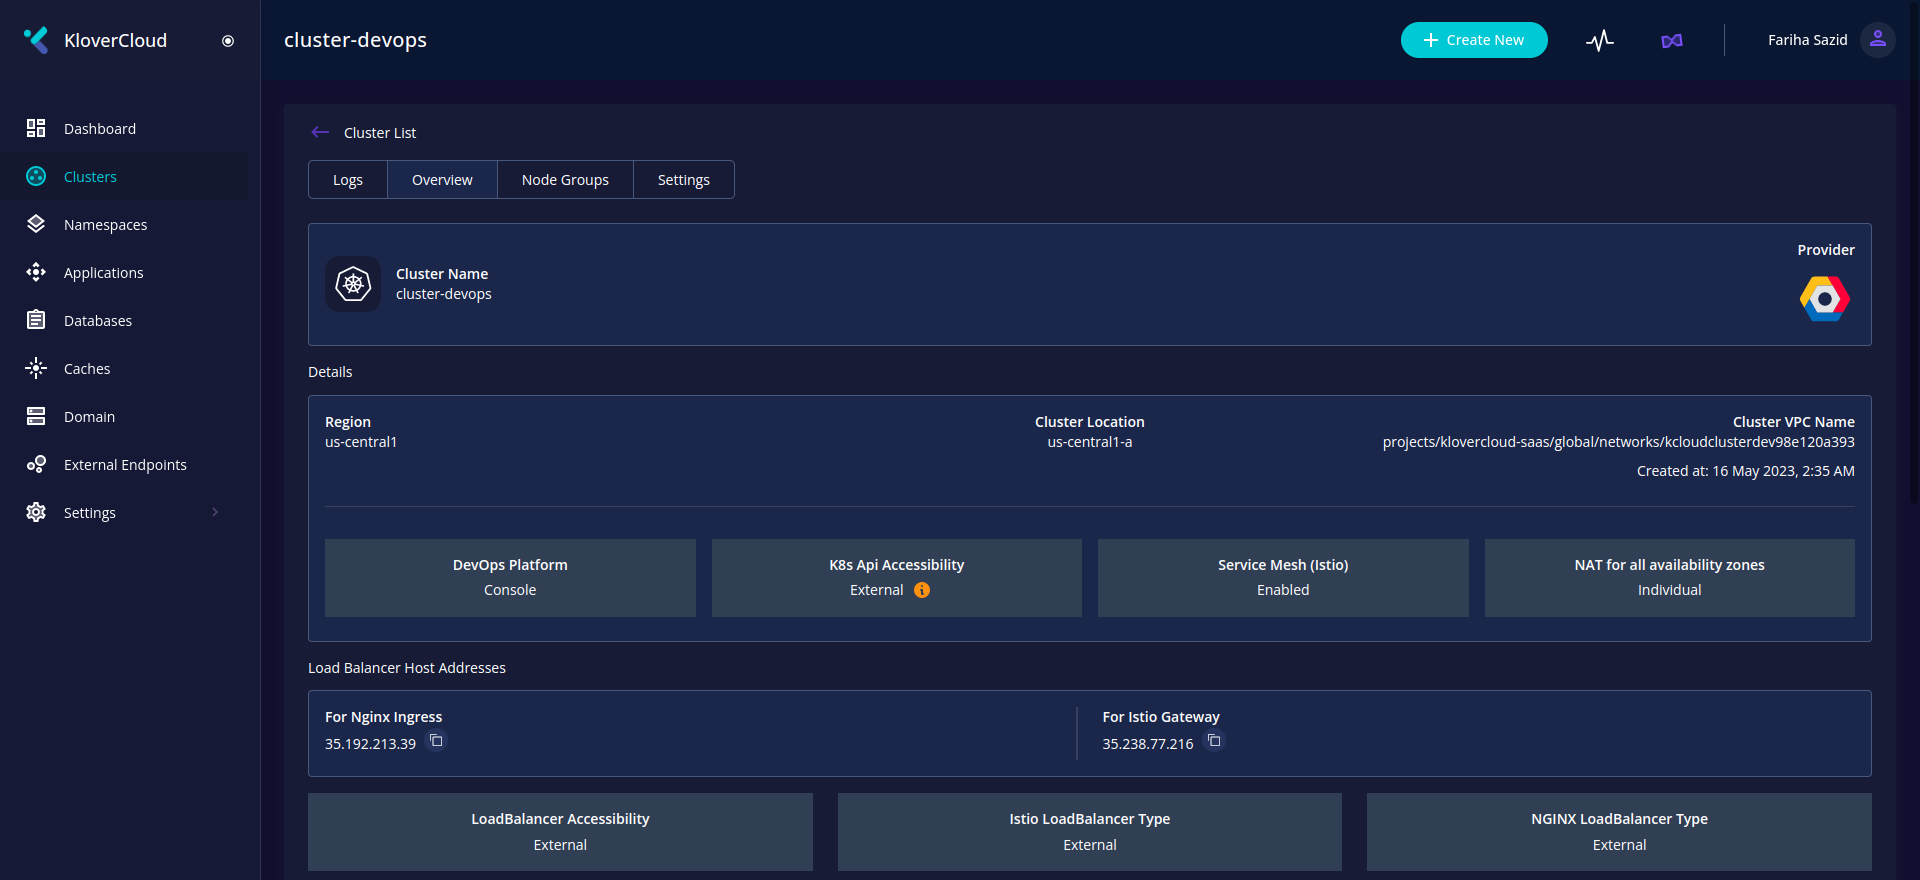 KloverCloud
cluster-devops
Create New
Fariha Sazid
Dashboard
Clusters
Namespaces
Applications
Databases
Caches
Domain
External Endpoints
Settings
Cluster List
Logs
Overview
Node Groups
Settings
Cluster Name
cluster-devops
Provider
Details
Region
us-central1
Cluster Location
us-central1-a
Cluster VPC Name
projects/klovercloud-saas/global/networks/kcloudclusterdev98e120a393
Created at: 16 May 2023, 2:35 AM
DevOps Platform
Console
K8s Api Accessibility
External
Service Mesh (Istio)
Enabled
NAT for all availability zones
Individual
Load Balancer Host Addresses
For Nginx Ingress
35.192.213.39
For Istio Gateway
35.238.77.216
LoadBalancer Accessibility
External
Istio LoadBalancer Type
External
NGINX LoadBalancer Type
External